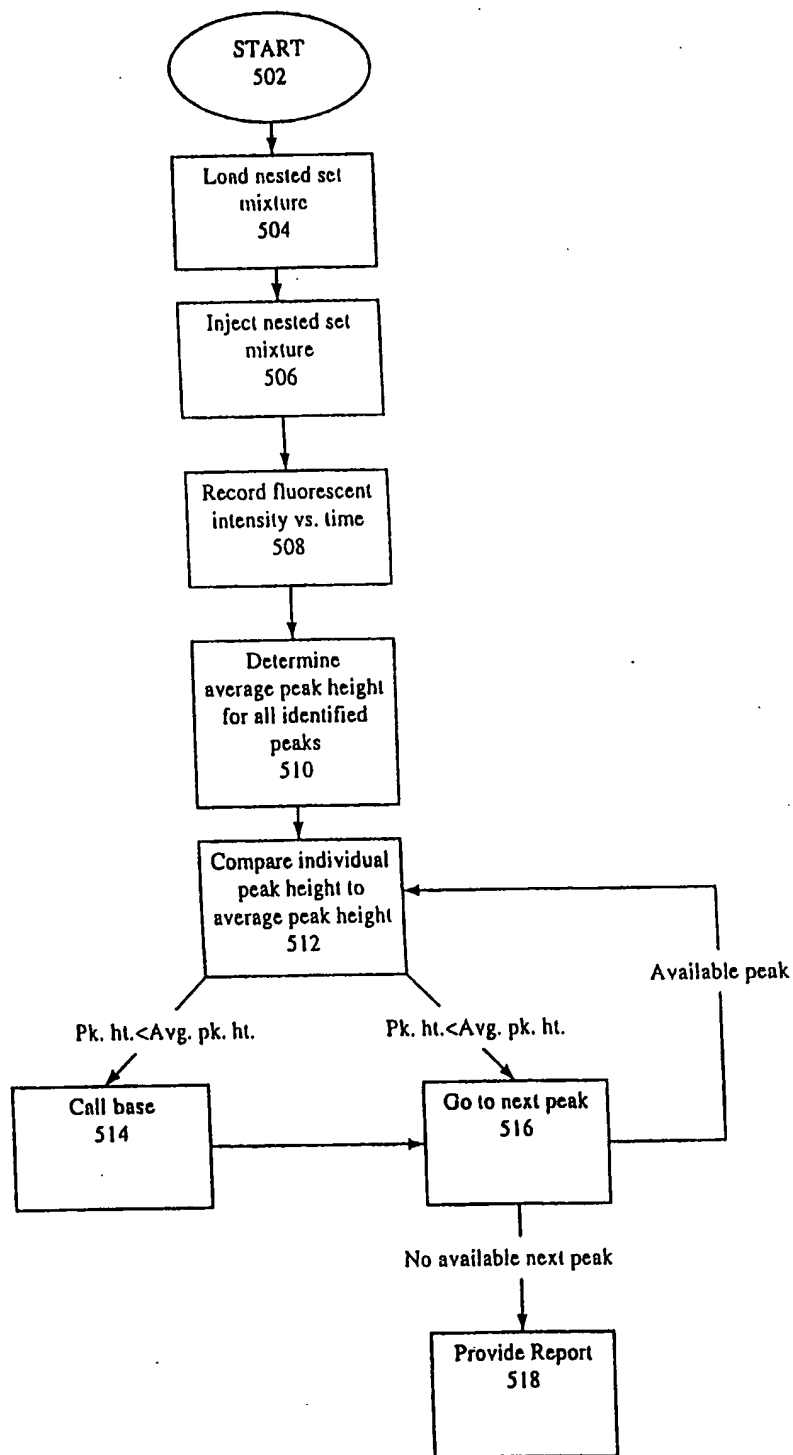 START
502
Load nested set
mixture
504
Inject nested set
mixture
506
Record fluorescent
intensity vs. time
508
Determine
average peak height
for all identified
peaks
510
Compare individual
peak height to
average peak height
512
Available peak
Pk. ht.<Avg. pk. ht.
Pk. ht.<Avg. pk. ht.
Call base
514
Go to next peak
516
No available next peak
Provide Report
518